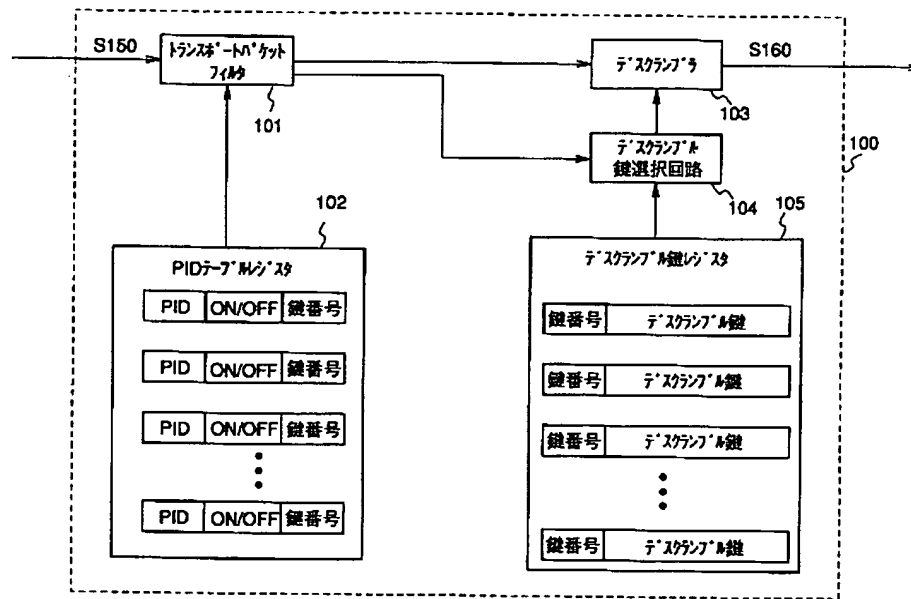 S150
トランスポートパケット
フィルタ
101
デスクランブラ
103
S160
100
デスクランブル
鍵選択回路
104
102
PIDテーブルレジスタ
PID ON/OFF 鍵番号
PID ON/OFF 鍵番号
PID ON/OFF 鍵番号
PID ON/OFF 鍵番号
105
デスクランブル鍵レジスタ
鍵番号 デスクランブル鍵
鍵番号 デスクランブル鍵
鍵番号 デスクランブル鍵
鍵番号 デスクランブル鍵